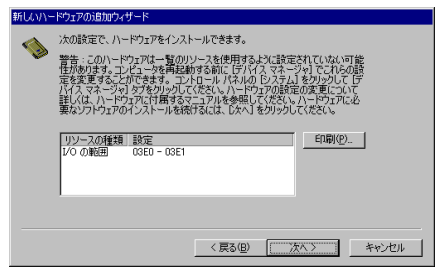 新しいハードウェアの追加ウィザード
次の設定で、ハードウェアをインストールできます。
警告 : このハードウェアは一覧のリソースを使用するように設定されていない可能
性があります。コンピュータを再起動する前に [デバイス マネージャ] でこれらの設
定を変更することができます。コントロール パネルの [システム] をクリックして [デ
バイス マネージャ] タブをクリックしてください。ハードウェアの設定の変更について
詳しくは、ハードウェアに付属するマニュアルを参照してください。ハードウェアに必
要なソフトウェアのインストールを続けるには、[次へ] をクリックしてください。
リソースの種類 設定
I/O の範囲 03E0 - 03E1
印刷(P)...
< 戻る(B) 次へ > キャンセル